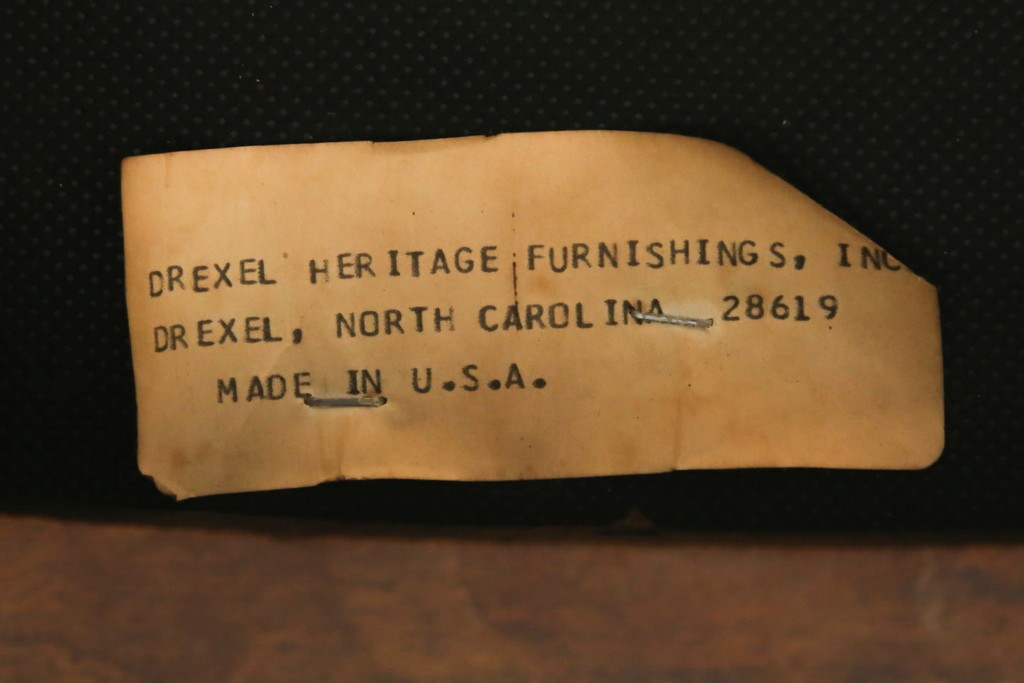 DREXEL HERITAGE FURNISHINGS, INC.
DREXEL, NORTH CAROLINA 28619
MADE IN U.S.A.